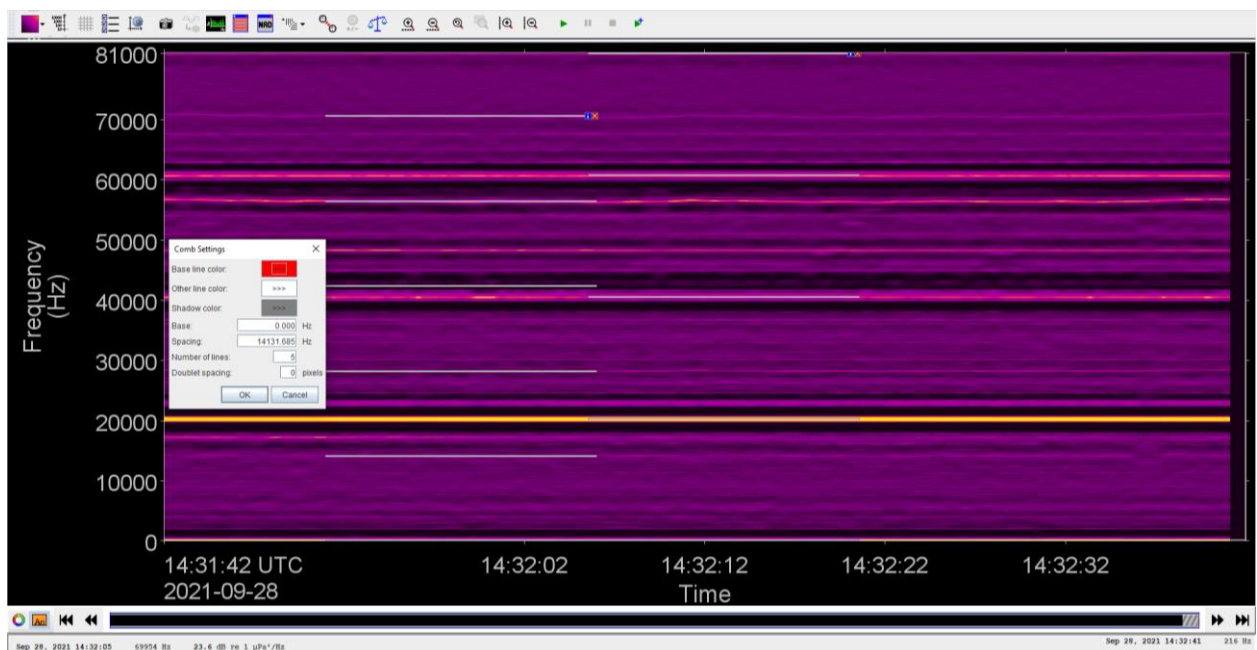 NAD
81000
70000
60000
50000
40000
30000
20000
10000
0
Frequency
(Hz)
Comb Settings
Base line color:
Other line color: >>>
Shadow color: >>>
Base: 0.000 Hz
Spacing: 14131.685 Hz
Number of lines: 5
Doublet spacing: 0 pixels
OK Cancel
14:31:42 UTC 14:32:02 14:32:12 14:32:22 14:32:32
2021-09-28 Time
Sep 28, 2021 14:32:05 69954 Hz 23.6 dB re 1 µPa²/Hz Sep 28, 2021 14:32:41 216 Hz